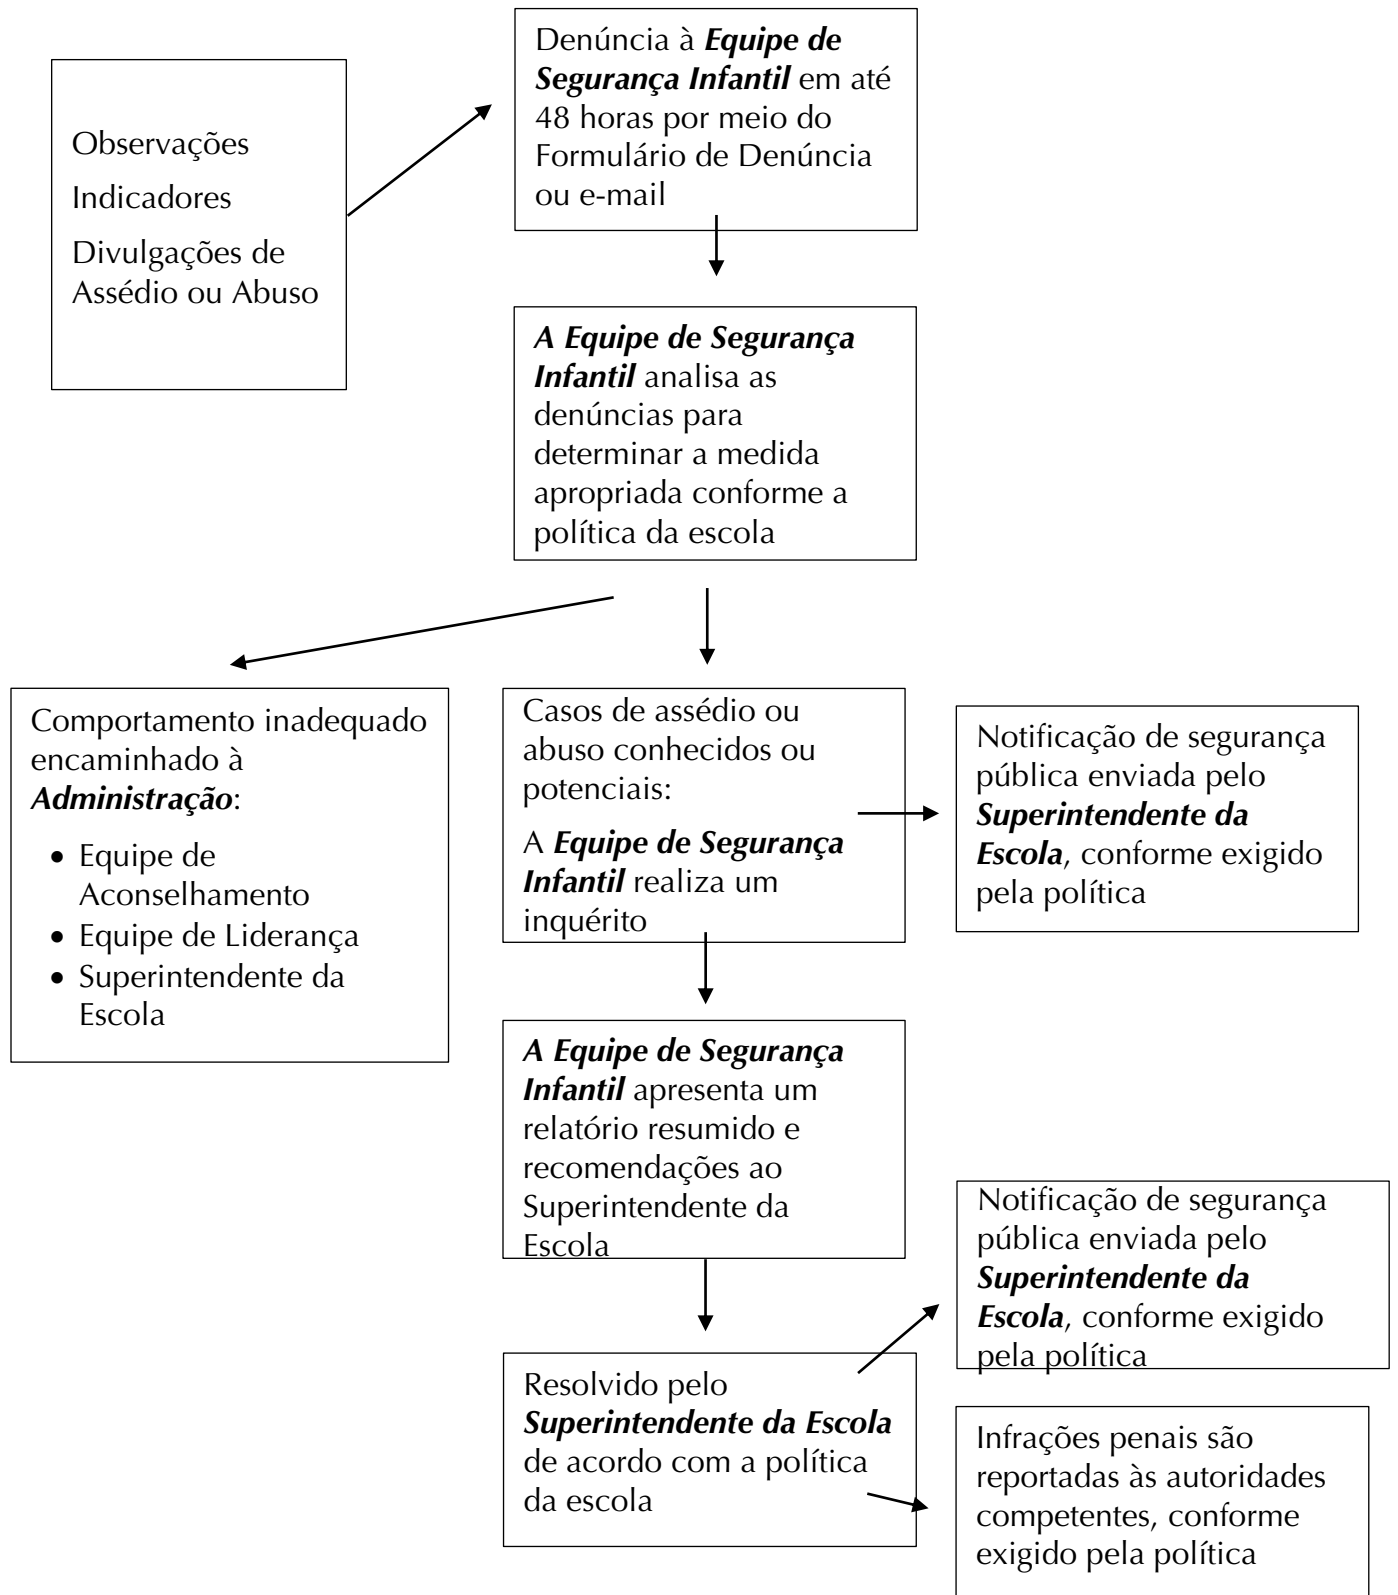 Observações
Indicadores
Divulgações de
Assédio ou Abuso
Denúncia à Equipe de
Segurança Infantil em até
48 horas por meio do
Formulário de Denúncia
ou e-mail
A Equipe de Segurança
Infantil analisa as
denúncias para
determinar a medida
apropriada conforme a
política da escola
Comportamento inadequado
encaminhado à
Administração:
• Equipe de
Aconselhamento
• Equipe de Liderança
• Superintendente da
Escola
Casos de assédio ou
abuso conhecidos ou
potenciais:
A Equipe de Segurança
Infantil realiza um
inquérito
Notificação de segurança
pública enviada pelo
Superintendente da
Escola, conforme exigido
pela política
A Equipe de Segurança
Infantil apresenta um
relatório resumido e
recomendações ao
Superintendente da
Escola
Notificação de segurança
pública enviada pelo
Superintendente da
Escola, conforme exigido
pela política
Resolvido pelo
Superintendente da Escola
de acordo com a política
da escola
Infrações penais são
reportadas às autoridades
competentes, conforme
exigido pela política